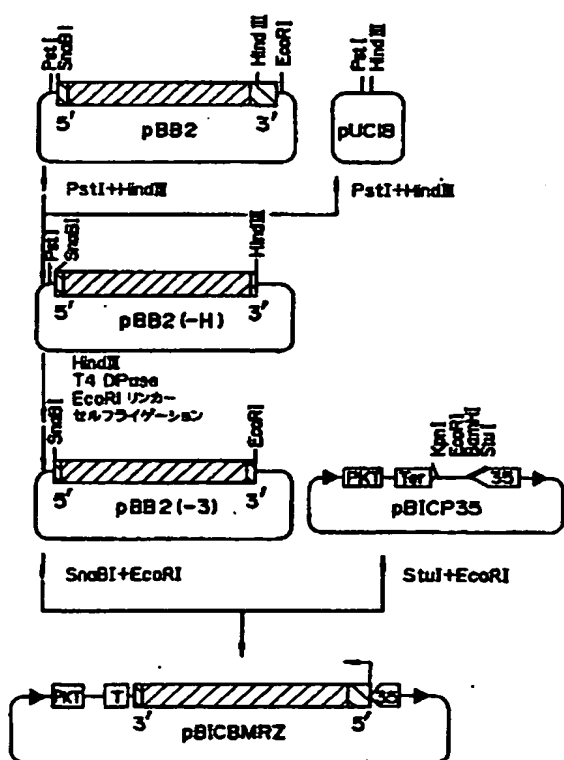 PstI
SnaBI
HindIII
EcoRI
5′
3′
pBB2
PstI
HindIII
pUC18
PstI+HindIII
PstI+HindIII
PstI
SnaBI
HindIII
5′
3′
pBB2(-H)
HindIII
T4 DPase
EcoRI リンカー
セルフライゲーション
SnaBI
EcoRI
5′
3′
pBB2(-3)
KpnI
EcoRI
BamHI
StuI
PKT
Ter
35
pBICP35
SnaBI+EcoRI
StuI+EcoRI
PKT
T
3′
5′
35
pBICBMRZ